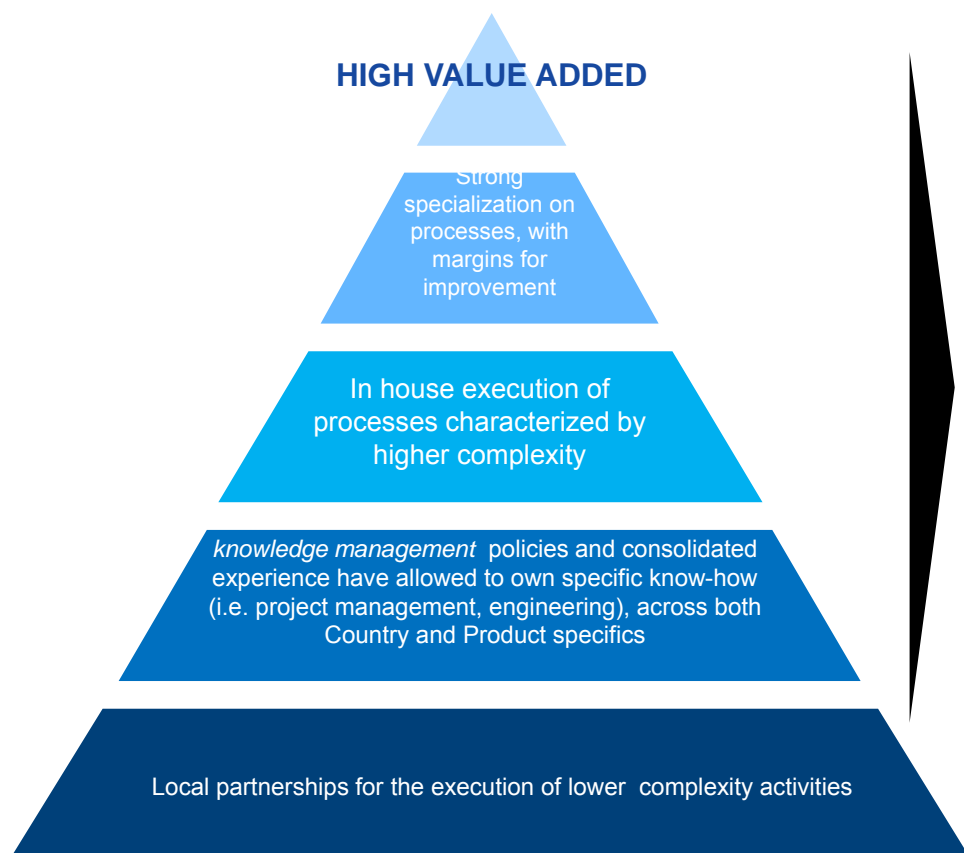 HIGH VALUE ADDED
Strong
specialization on
processes, with
margins for
improvement
In house execution of
processes characterized by
higher complexity
knowledge management policies and consolidated
experience have allowed to own specific know-how
(i.e. project management, engineering), across both
Country and Product specifics
Local partnerships for the execution of lower complexity activities